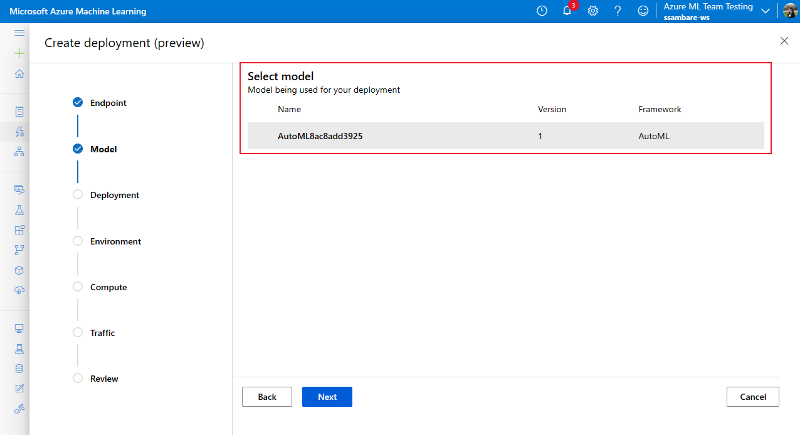 Microsoft Azure Machine Learning
3
?
Azure ML Team Testing
ssambare-ws
Create deployment (preview)
Endpoint
Model
Deployment
Environment
Compute
Traffic
Review
Select model
Model being used for your deployment
Name Version Framework
AutoML8ac8add3925 1 AutoML
Back Next Cancel